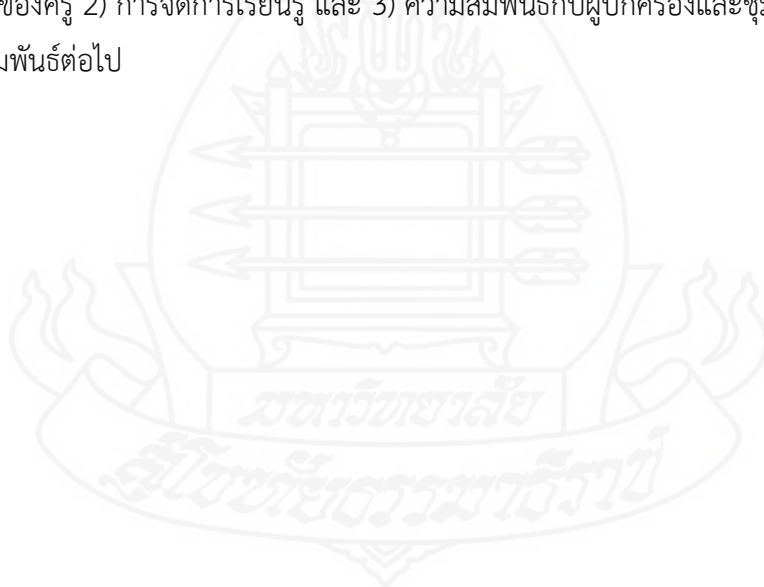 ของครู 2) การจัดการเรียนรู้ และ 3) ความสัมพันธ์กับผู้ปกครองและชุม
มพันธ์ต่อไป
มหาวิทยาลัย
สุโขทัยธรรมาธิราช